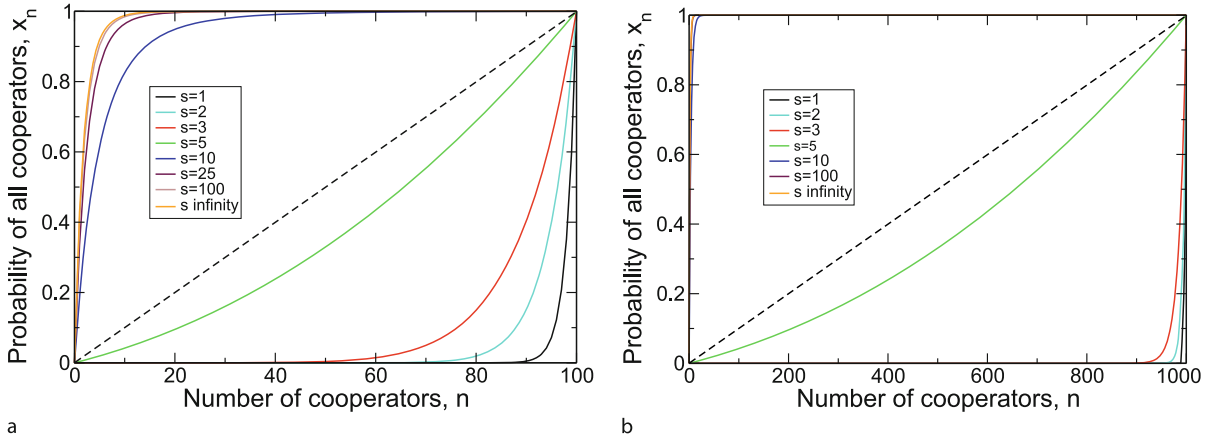 Probability of all cooperators, xn
1
0.8
0.6
0.4
0.2
0
s=1
s=2
s=3
s=5
s=10
s=25
s=100
s infinity
0 20 40 60 80 100
Number of cooperators, n
a
Probability of all cooperators, xn
1
0.8
0.6
0.4
0.2
0
s=1
s=2
s=3
s=5
s=10
s=100
s infinity
0 200 400 600 800 1000
Number of cooperators, n
b